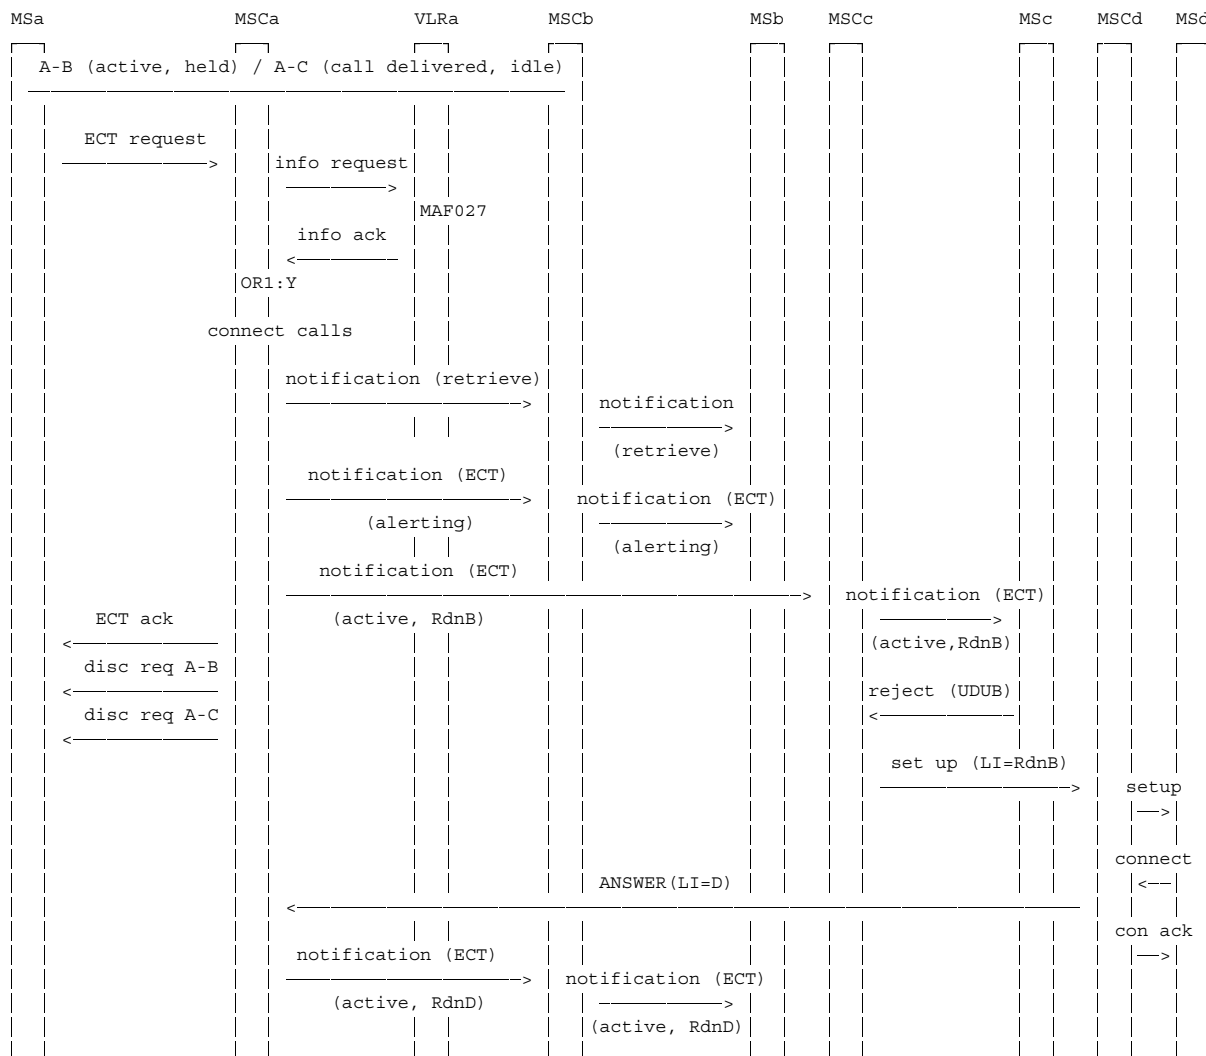 MSa MSCa VLRa MSCb MSb MSCc MSc MSCd MSd
A-B (active, held) / A-C (call delivered, idle)
ECT request
info request
MAF027
info ack
OR1:Y
connect calls
notification (retrieve)
notification
(retrieve)
notification (ECT)
notification (ECT)
(alerting)
(alerting)
notification (ECT)
notification (ECT)
ECT ack (active, RdnB)
(active,RdnB)
disc req A-B
reject (UDUB)
disc req A-C
set up (LI=RdnB)
setup
connect
ANSWER(LI=D)
con ack
notification (ECT)
notification (ECT)
(active, RdnD)
(active, RdnD)